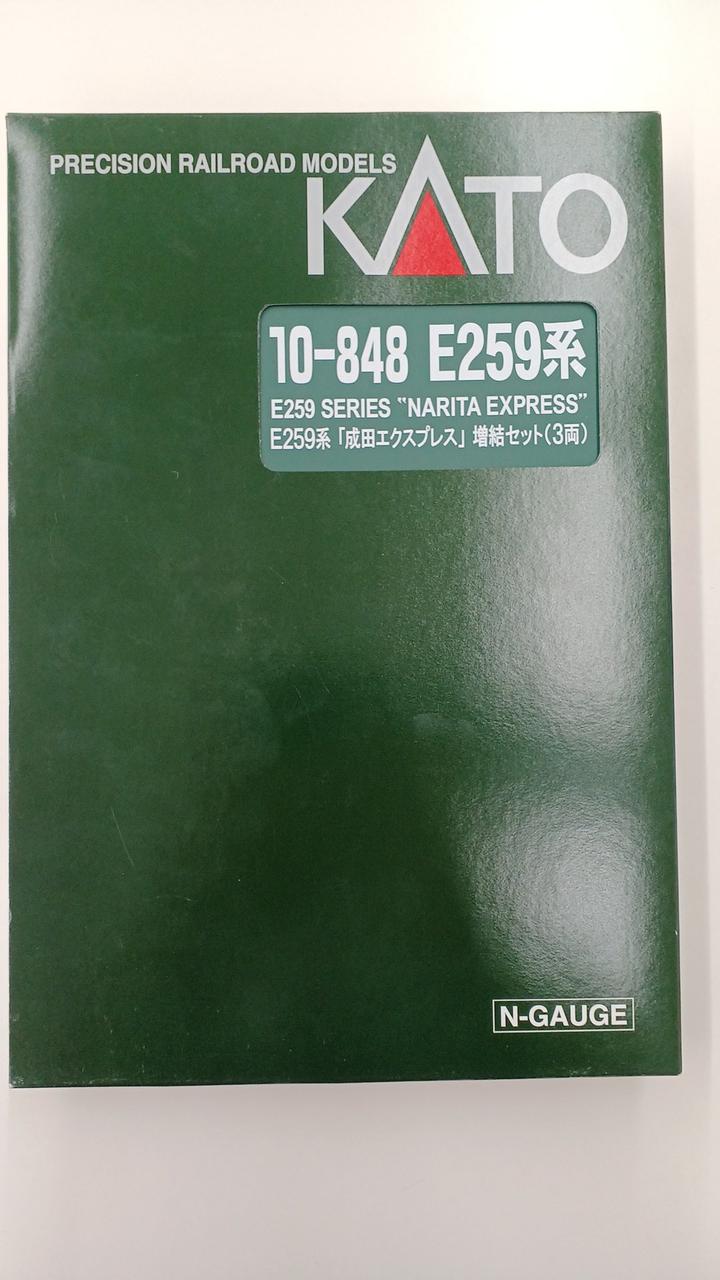 PRECISION RAILROAD MODELS
KATO
10-848 E259系
E259 SERIES “NARITA EXPRESS”
E259系「成田エクスプレス」増結セット(3両)
N-GAUGE